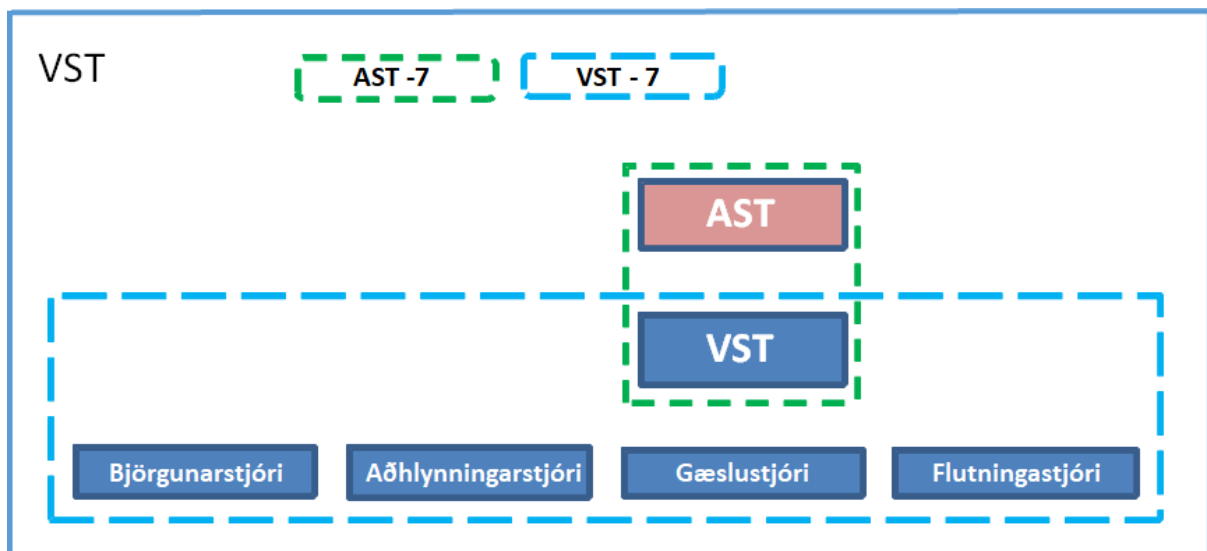 VST
AST -7
VST - 7
AST
VST
Björgunarstjóri
Aðhlynningarstjóri
Gæslustjóri
Flutningastjóri